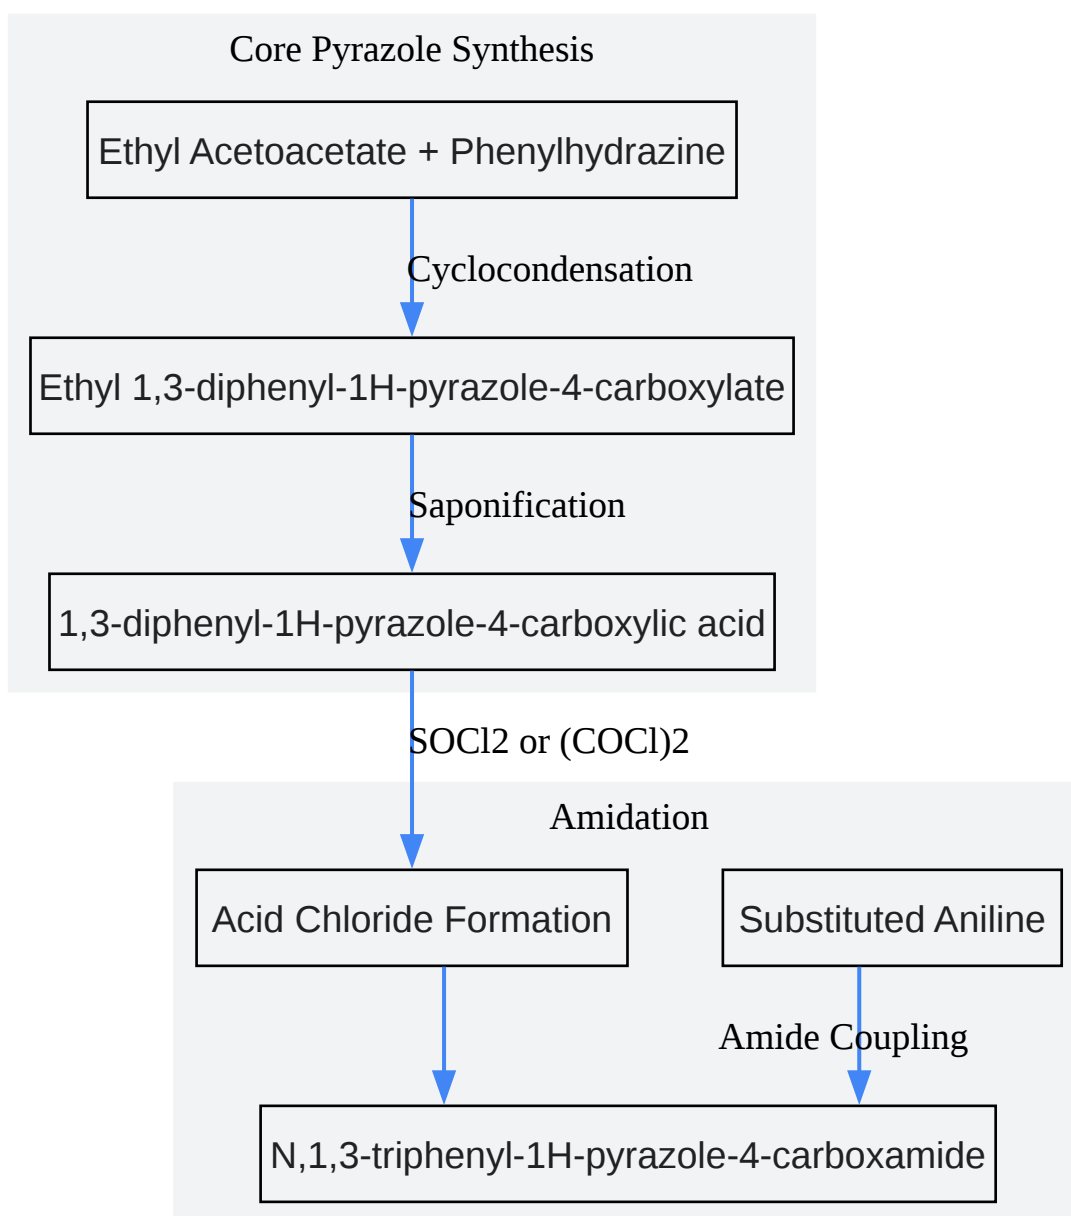 Core Pyrazole Synthesis
Ethyl Acetoacetate + Phenylhydrazine
Cyclocondensation
Ethyl 1,3-diphenyl-1H-pyrazole-4-carboxylate
Saponification
1,3-diphenyl-1H-pyrazole-4-carboxylic acid
SOCl2 or (COCl)2
Amidation
Acid Chloride Formation
Substituted Aniline
Amide Coupling
N,1,3-triphenyl-1H-pyrazole-4-carboxamide